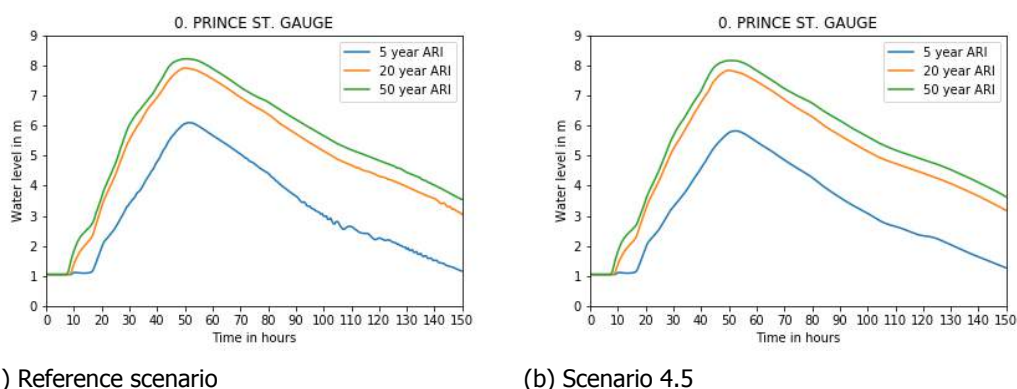 0. PRINCE ST. GAUGE
9
8
7
6
5
4
3
2
1
0
Water level in m
5 year ARI
20 year ARI
50 year ARI
0 10 20 30 40 50 60 70 80 90 100 110 120 130 140 150
Time in hours
) Reference scenario
0. PRINCE ST. GAUGE
9
8
7
6
5
4
3
2
1
0
Water level in m
5 year ARI
20 year ARI
50 year ARI
0 10 20 30 40 50 60 70 80 90 100 110 120 130 140 150
Time in hours
(b) Scenario 4.5